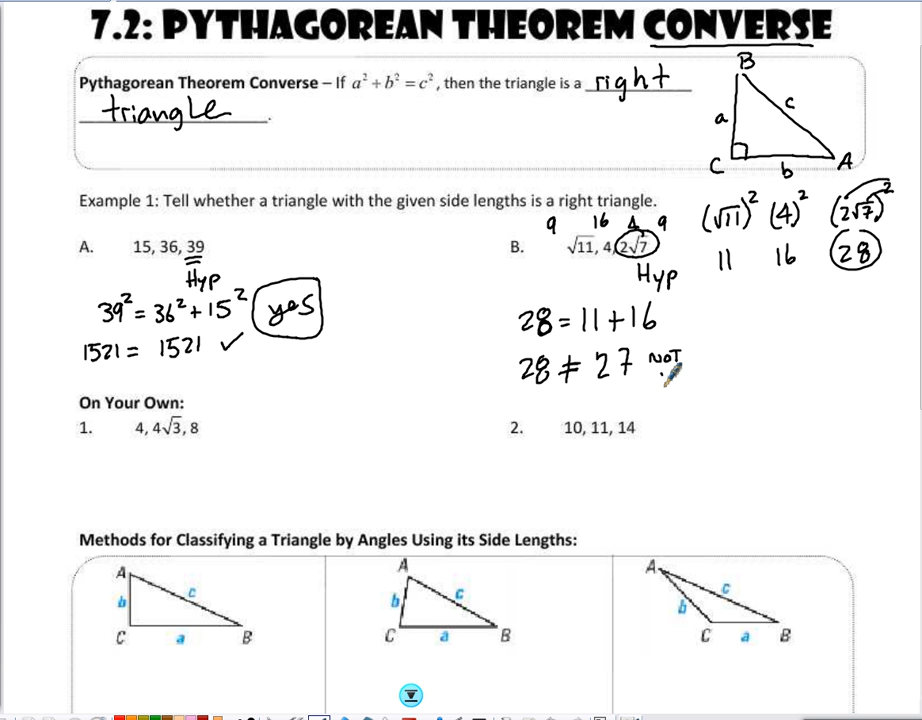 7.2: PYTHAGOREAN THEOREM CONVERSE
Pythagorean Theorem Converse – If a² + b² = c², then the triangle is a right
triangle.
B
a
c
C
b
A
Example 1: Tell whether a triangle with the given side lengths is a right triangle.
A. 15, 36, 39
Hyp
39² = 36² + 15²
yes
1521 = 1521 ✓
9 16 4 9
B. √11, 4, 2√7
Hyp
(√11)² (4)² (2√7)²
11 16 28
28 = 11 + 16
28 ≠ 27 NOT
On Your Own:
1. 4, 4√3, 8
2. 10, 11, 14
Methods for Classifying a Triangle by Angles Using its Side Lengths:
A
b
c
C
a
B
A
b
c
C
a
B
A
b
c
C
a
B